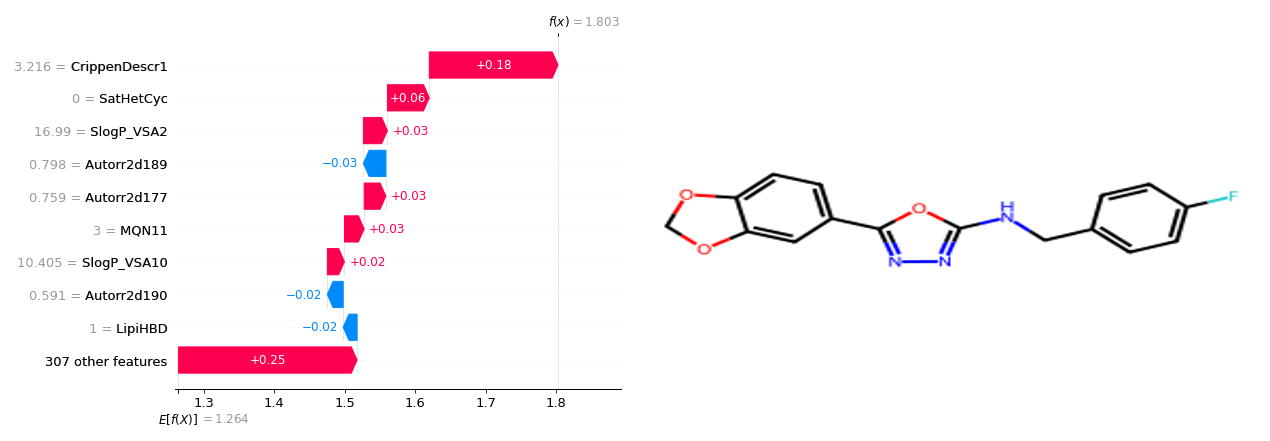 f(x) = 1.803
3.216 = CrippenDescr1
+0.18
0 = SatHetCyc
+0.06
16.99 = SlogP_VSA2
+0.03
0.798 = Autorr2d189
−0.03
0.759 = Autorr2d177
+0.03
3 = MQN11
+0.03
10.405 = SlogP_VSA10
+0.02
0.591 = Autorr2d190
−0.02
1 = LipiHBD
−0.02
307 other features
+0.25
1.3 1.4 1.5 1.6 1.7 1.8
E[f(X)] = 1.264
O
O
O
N N
H
N
F